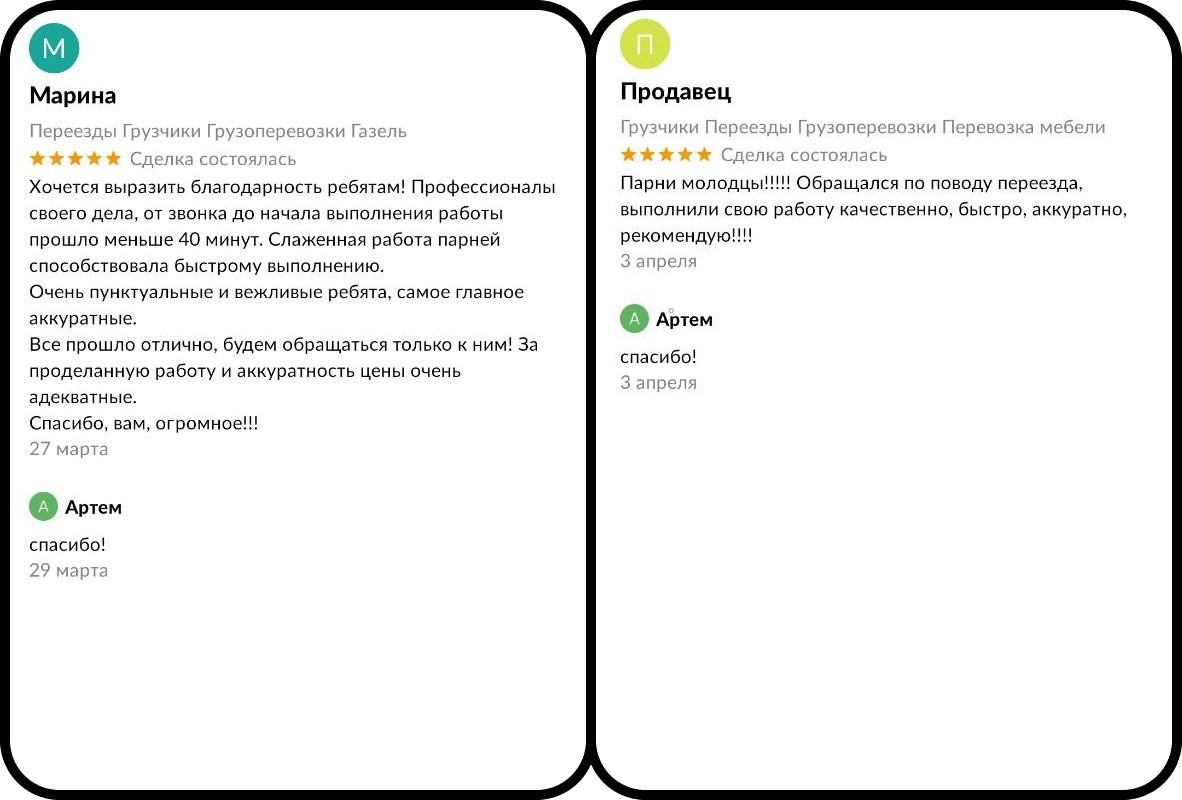 М
Марина
Переезды Грузчики Грузоперевозки Газель
Сделка состоялась
Хочется выразить благодарность ребятам! Профессионалы
своего дела, от звонка до начала выполнения работы
прошло меньше 40 минут. Слаженная работа парней
способствовала быстрому выполнению.
Очень пунктуальные и вежливые ребята, самое главное
аккуратные.
Все прошло отлично, будем обращаться только к ним! За
проделанную работу и аккуратность цены очень
адекватные.
Спасибо, вам, огромное!!!
27 марта
А
Артем
спасибо!
29 марта
П
Продавец
Грузчики Переезды Грузоперевозки Перевозка мебели
Сделка состоялась
Парни молодцы!!!!! Обращался по поводу переезда,
выполнили свою работу качественно, быстро, аккуратно,
рекомендую!!!!
3 апреля
А
Артем
спасибо!
3 апреля